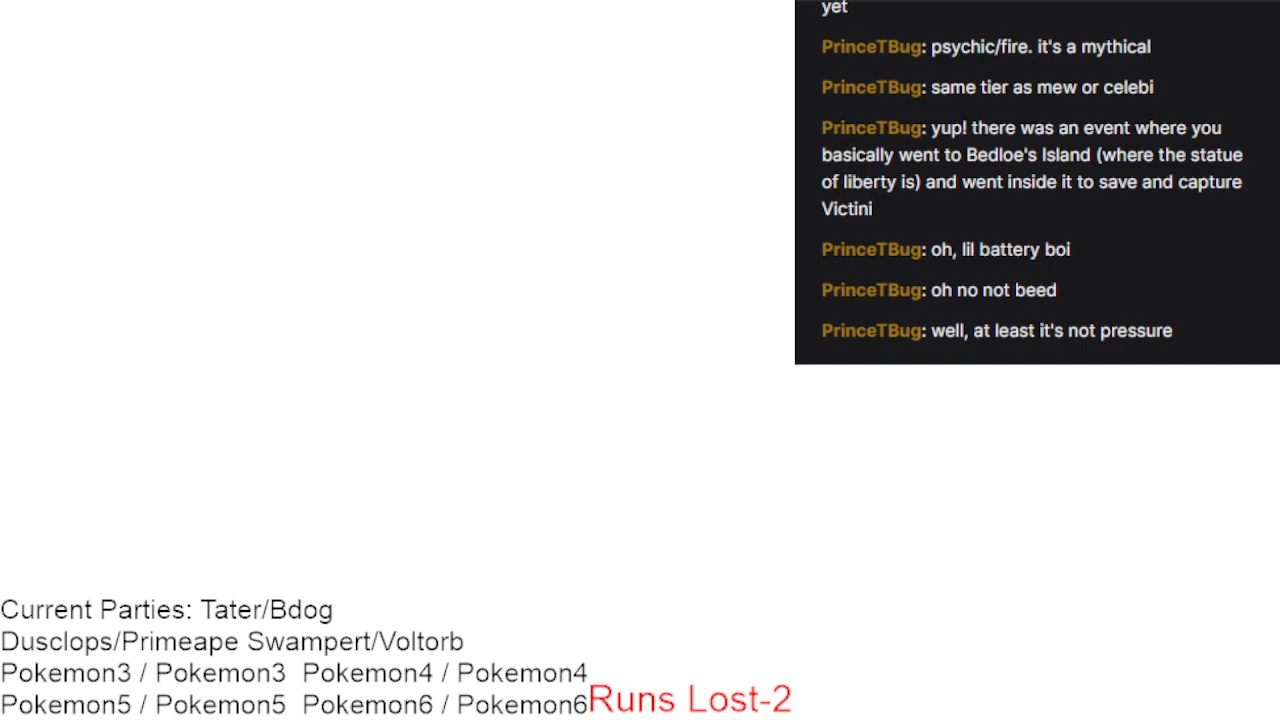 yet
PrinceTBug: psychic/fire. it's a mythical
PrinceTBug: same tier as mew or celebi
PrinceTBug: yup! there was an event where you
basically went to Bedloe's Island (where the statue
of liberty is) and went inside it to save and capture
Victini
PrinceTBug: oh, lil battery boi
PrinceTBug: oh no not beed
PrinceTBug: well, at least it's not pressure
Current Parties: Tater/Bdog
Dusclops/Primeape Swampert/Voltorb
Pokemon3 / Pokemon3 Pokemon4 / Pokemon4
Pokemon5 / Pokemon5 Pokemon6 / Pokemon6
Runs Lost-2